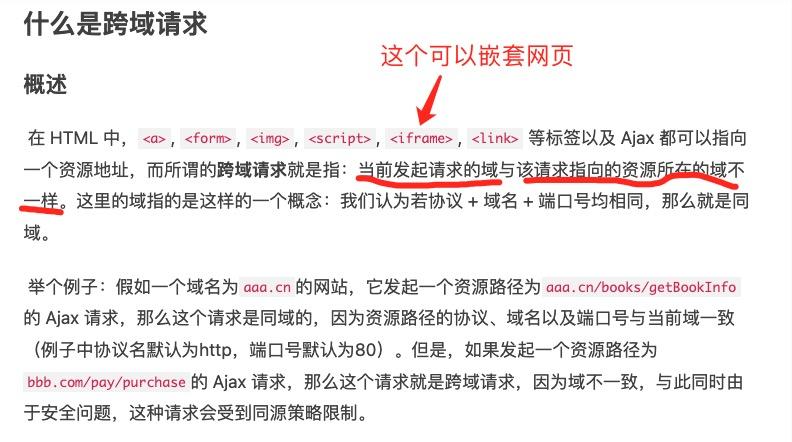 什么是跨域请求
这个可以嵌套网页
概述
在 HTML 中，<a>, <form>, <img>, <script>, <iframe>, <link> 等标签以及 Ajax 都可以指向
一个资源地址，而所谓的跨域请求就是指：当前发起请求的域与该请求指向的资源所在的域不
一样。这里的域指的是这样的一个概念：我们认为若协议 + 域名 + 端口号均相同，那么就是同
域。
举个例子：假如一个域名为 aaa.cn 的网站，它发起一个资源路径为 aaa.cn/books/getBookInfo
的 Ajax 请求，那么这个请求是同域的，因为资源路径的协议、域名以及端口号与当前域一致
（例子中协议名默认为http，端口号默认为80）。但是，如果发起一个资源路径为
bbb.com/pay/purchase 的 Ajax 请求，那么这个请求就是跨域请求，因为域不一致，与此同时由
于安全问题，这种请求会受到同源策略限制。